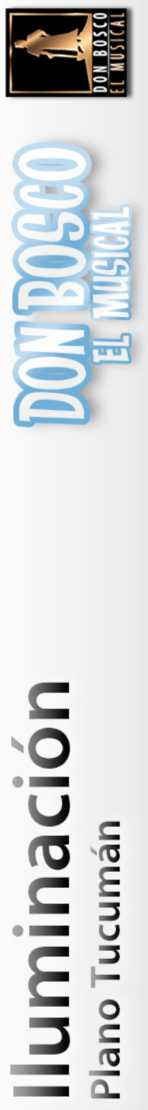 Iluminación
Plano Tucumán
DON BOSCO
EL MUSICAL
DON BOSCO
EL MUSICAL